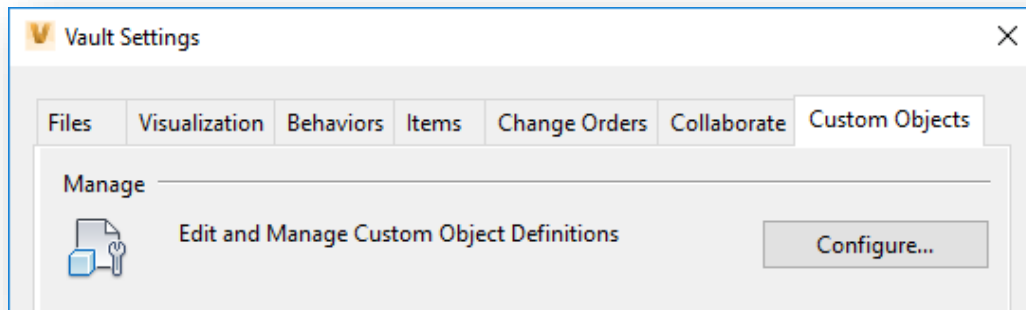 Vault Settings
Files Visualization Behaviors Items Change Orders Collaborate Custom Objects
Manage
Edit and Manage Custom Object Definitions Configure...